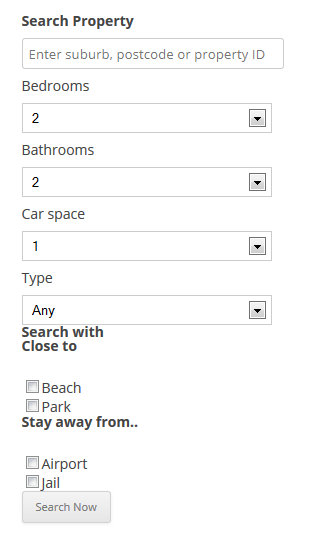 Search Property
Enter suburb, postcode or property ID
Bedrooms
2
Bathrooms
2
Car space
1
Type
Any
Search with
Close to
Beach
Park
Stay away from..
Airport
Jail
Search Now